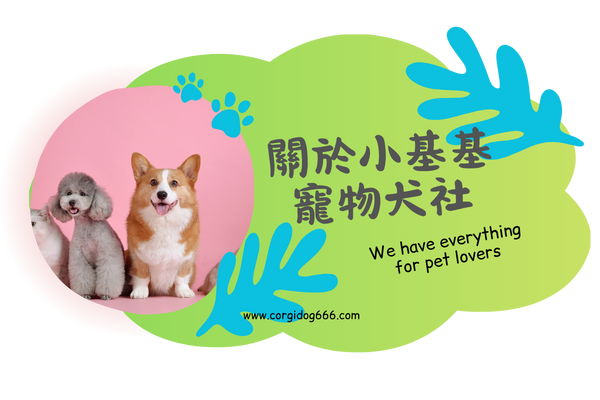 關於小基基
寵物犬社
We have everything
for pet lovers
www.corgidog666.com